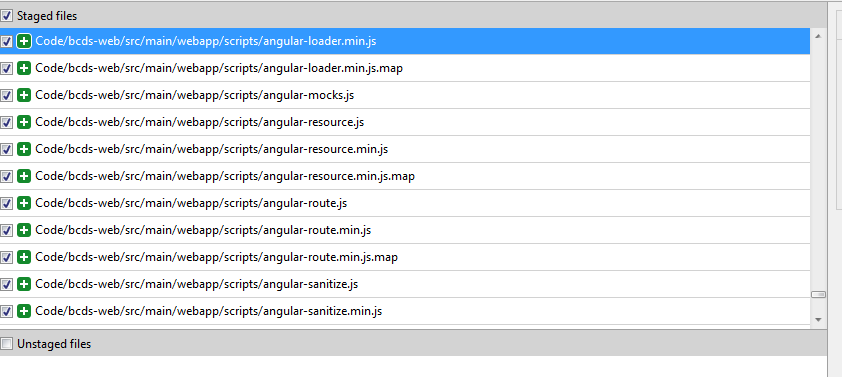 Staged files
Code/bcds-web/src/main/webapp/scripts/angular-loader.min.js
Code/bcds-web/src/main/webapp/scripts/angular-loader.min.js.map
Code/bcds-web/src/main/webapp/scripts/angular-mocks.js
Code/bcds-web/src/main/webapp/scripts/angular-resource.js
Code/bcds-web/src/main/webapp/scripts/angular-resource.min.js
Code/bcds-web/src/main/webapp/scripts/angular-resource.min.js.map
Code/bcds-web/src/main/webapp/scripts/angular-route.js
Code/bcds-web/src/main/webapp/scripts/angular-route.min.js
Code/bcds-web/src/main/webapp/scripts/angular-route.min.js.map
Code/bcds-web/src/main/webapp/scripts/angular-sanitize.js
Code/bcds-web/src/main/webapp/scripts/angular-sanitize.min.js
Unstaged files